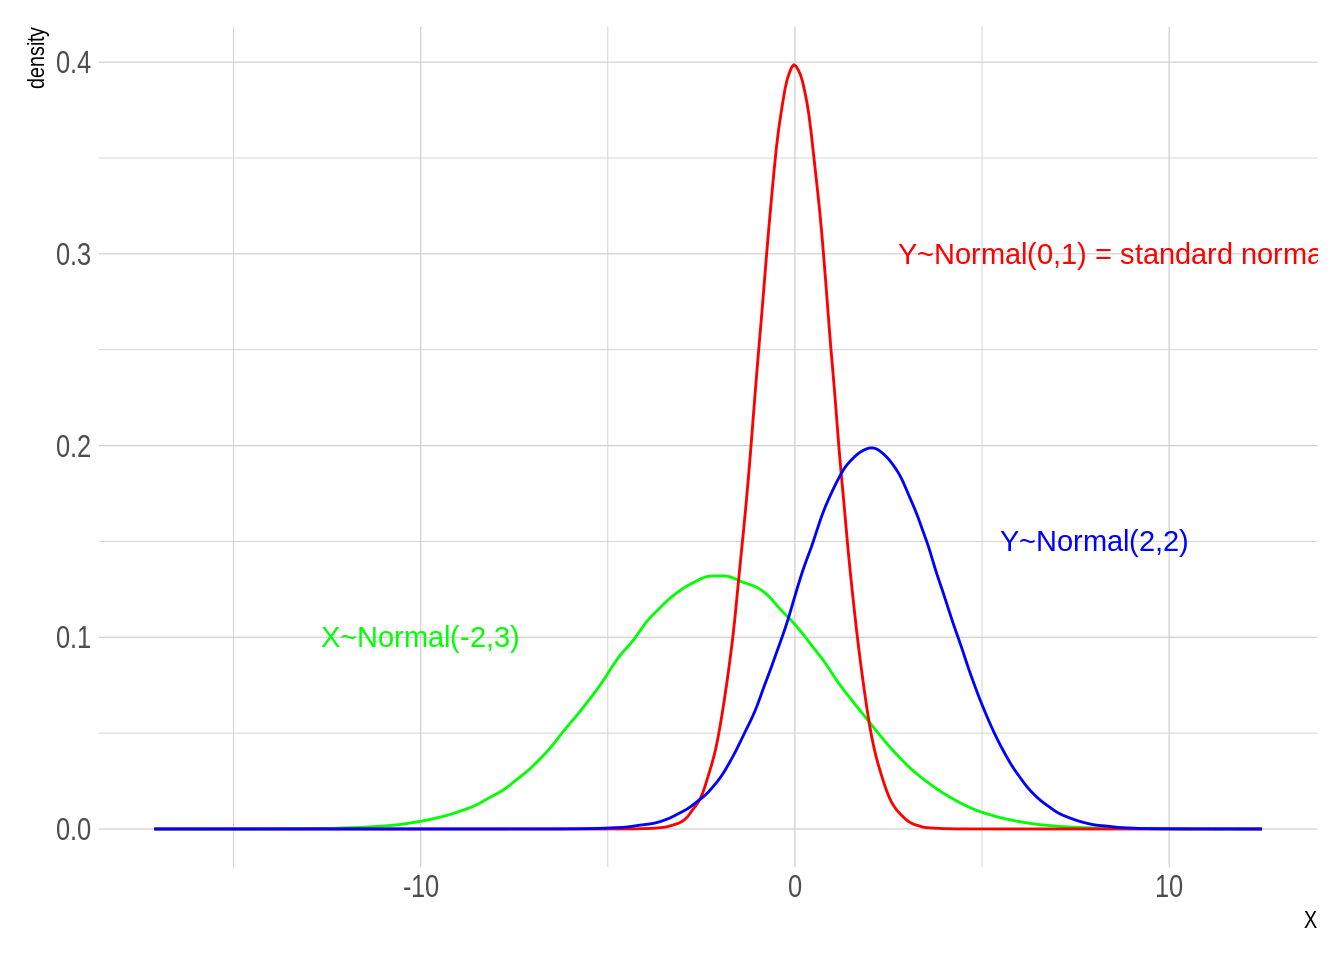 density
0.4
0.3
0.2
0.1
0.0
Y~Normal(0,1) = standard norma
Y~Normal(2,2)
X~Normal(-2,3)
-10
0
10
X